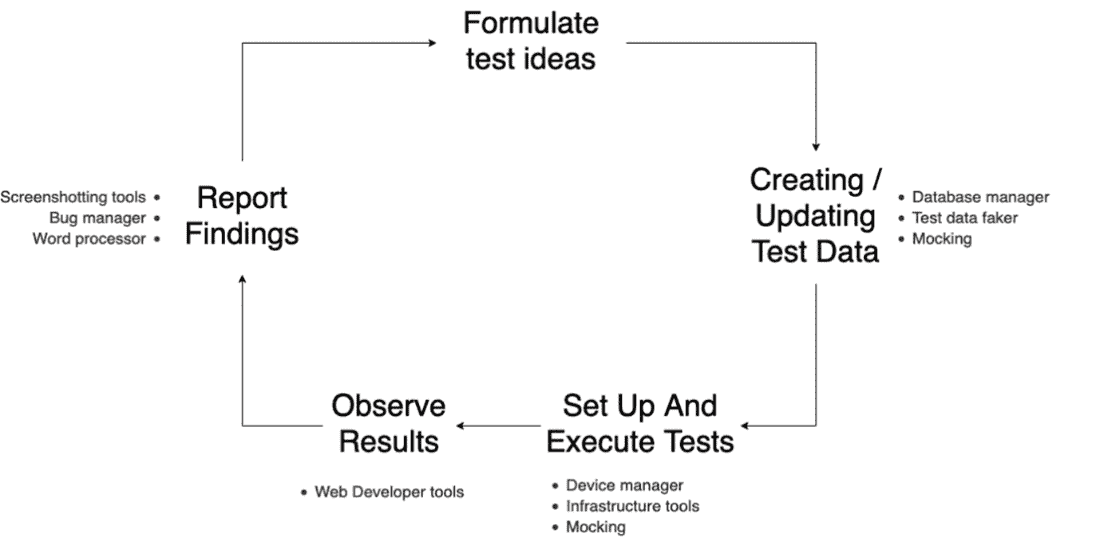 Formulate
test ideas
Creating /
Updating
Test Data
• Database manager
• Test data faker
• Mocking
Set Up And
Execute Tests
• Device manager
• Infrastructure tools
• Mocking
Observe
Results
• Web Developer tools
Report
Findings
Screenshotting tools •
Bug manager •
Word processor •